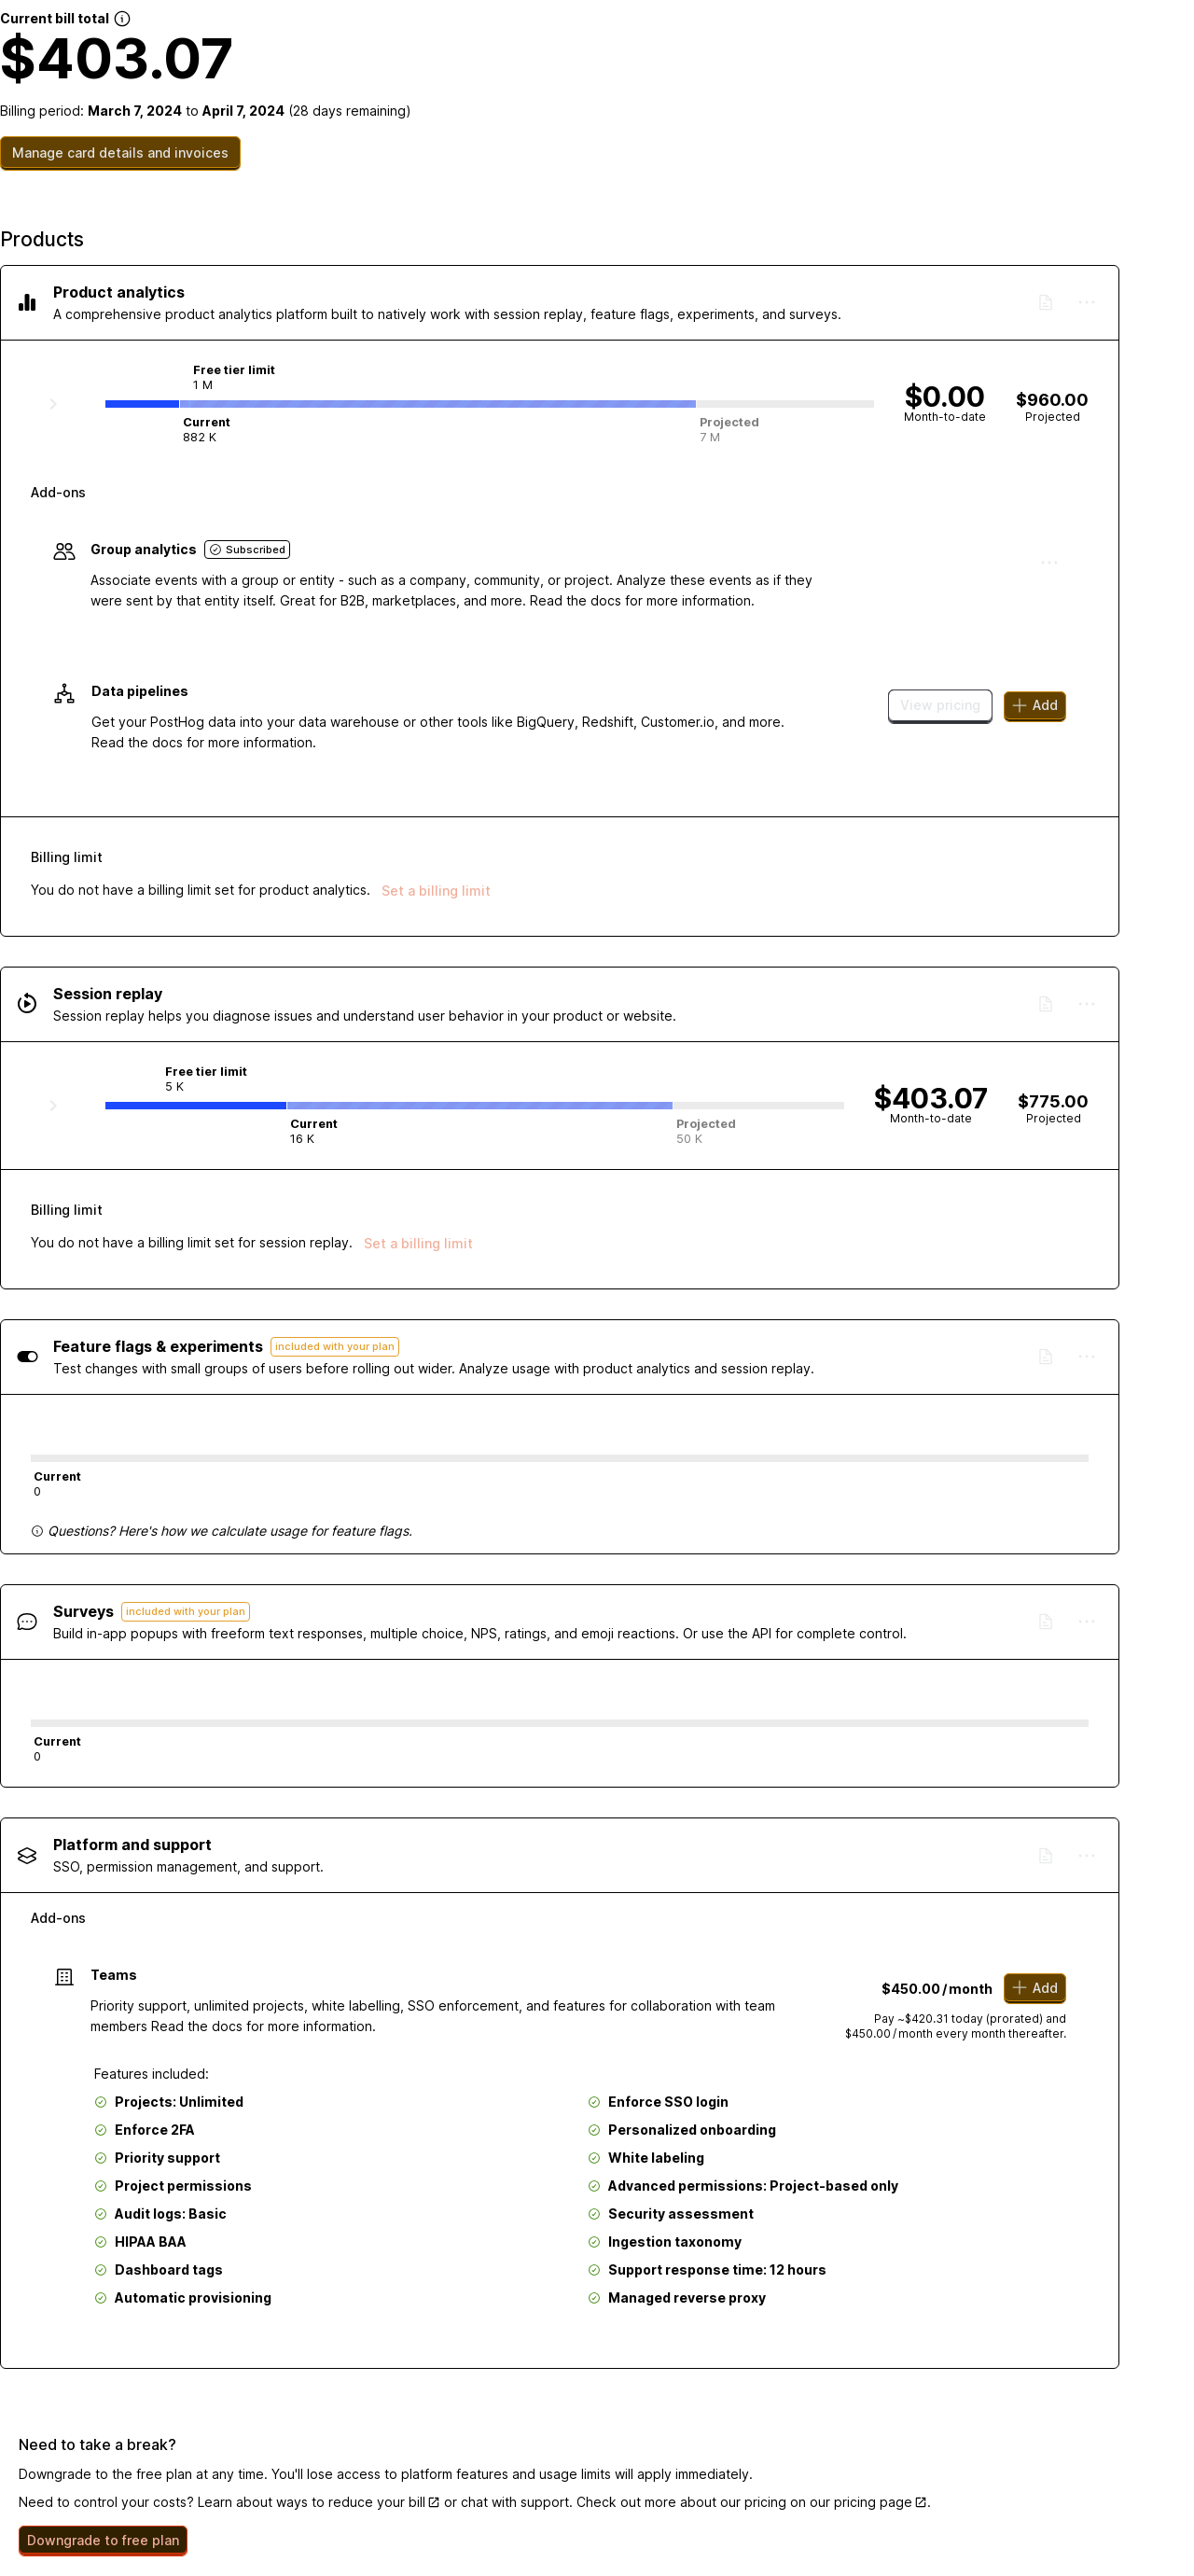 Current bill total
$403.07
Billing period: March 7, 2024 to April 7, 2024 (28 days remaining)
Manage card details and invoices
Products
Product analytics
A comprehensive product analytics platform built to natively work with session replay, feature flags, experiments, and surveys.
Free tier limit
1 M
Current
882 K
Projected
7 M
$0.00
Month-to-date
$960.00
Projected
Add-ons
Group analytics Subscribed
Associate events with a group or entity - such as a company, community, or project. Analyze these events as if they
were sent by that entity itself. Great for B2B, marketplaces, and more. Read the docs for more information.
Data pipelines
Get your PostHog data into your data warehouse or other tools like BigQuery, Redshift, Customer.io, and more.
Read the docs for more information.
View pricing
Add
Billing limit
You do not have a billing limit set for product analytics. Set a billing limit
Session replay
Session replay helps you diagnose issues and understand user behavior in your product or website.
Free tier limit
5 K
Current
16 K
Projected
50 K
$403.07
Month-to-date
$775.00
Projected
Billing limit
You do not have a billing limit set for session replay. Set a billing limit
Feature flags & experiments included with your plan
Test changes with small groups of users before rolling out wider. Analyze usage with product analytics and session replay.
Current
0
Questions? Here's how we calculate usage for feature flags.
Surveys included with your plan
Build in-app popups with freeform text responses, multiple choice, NPS, ratings, and emoji reactions. Or use the API for complete control.
Current
0
Platform and support
SSO, permission management, and support.
Add-ons
Teams
Priority support, unlimited projects, white labelling, SSO enforcement, and features for collaboration with team
members Read the docs for more information.
$450.00/month
Add
Pay ~$420.31 today (prorated) and
$450.00/month every month thereafter.
Features included:
Projects: Unlimited
Enforce SSO login
Enforce 2FA
Personalized onboarding
Priority support
White labeling
Project permissions
Advanced permissions: Project-based only
Audit logs: Basic
Security assessment
HIPAA BAA
Ingestion taxonomy
Dashboard tags
Support response time: 12 hours
Automatic provisioning
Managed reverse proxy
Need to take a break?
Downgrade to the free plan at any time. You'll lose access to platform features and usage limits will apply immediately.
Need to control your costs? Learn about ways to reduce your bill or chat with support. Check out more about our pricing on our pricing page.
Downgrade to free plan